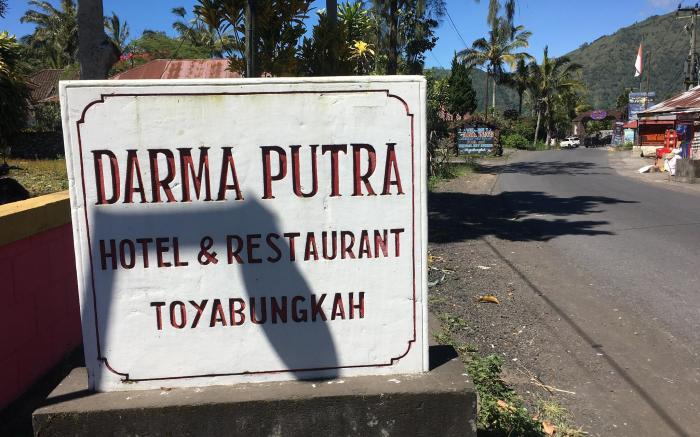 DARMA PUTRA
HOTEL & RESTAURANT
TOYABUNGKAH